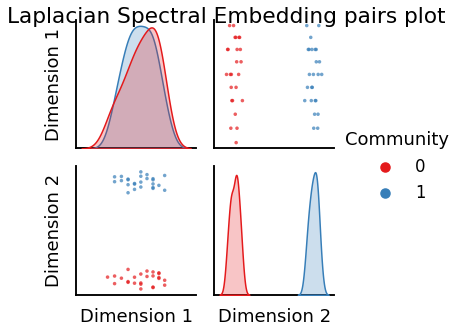 Laplacian Spectral Embedding pairs plot
Dimension 1
Community
0
1
Dimension 2
Dimension 1
Dimension 2